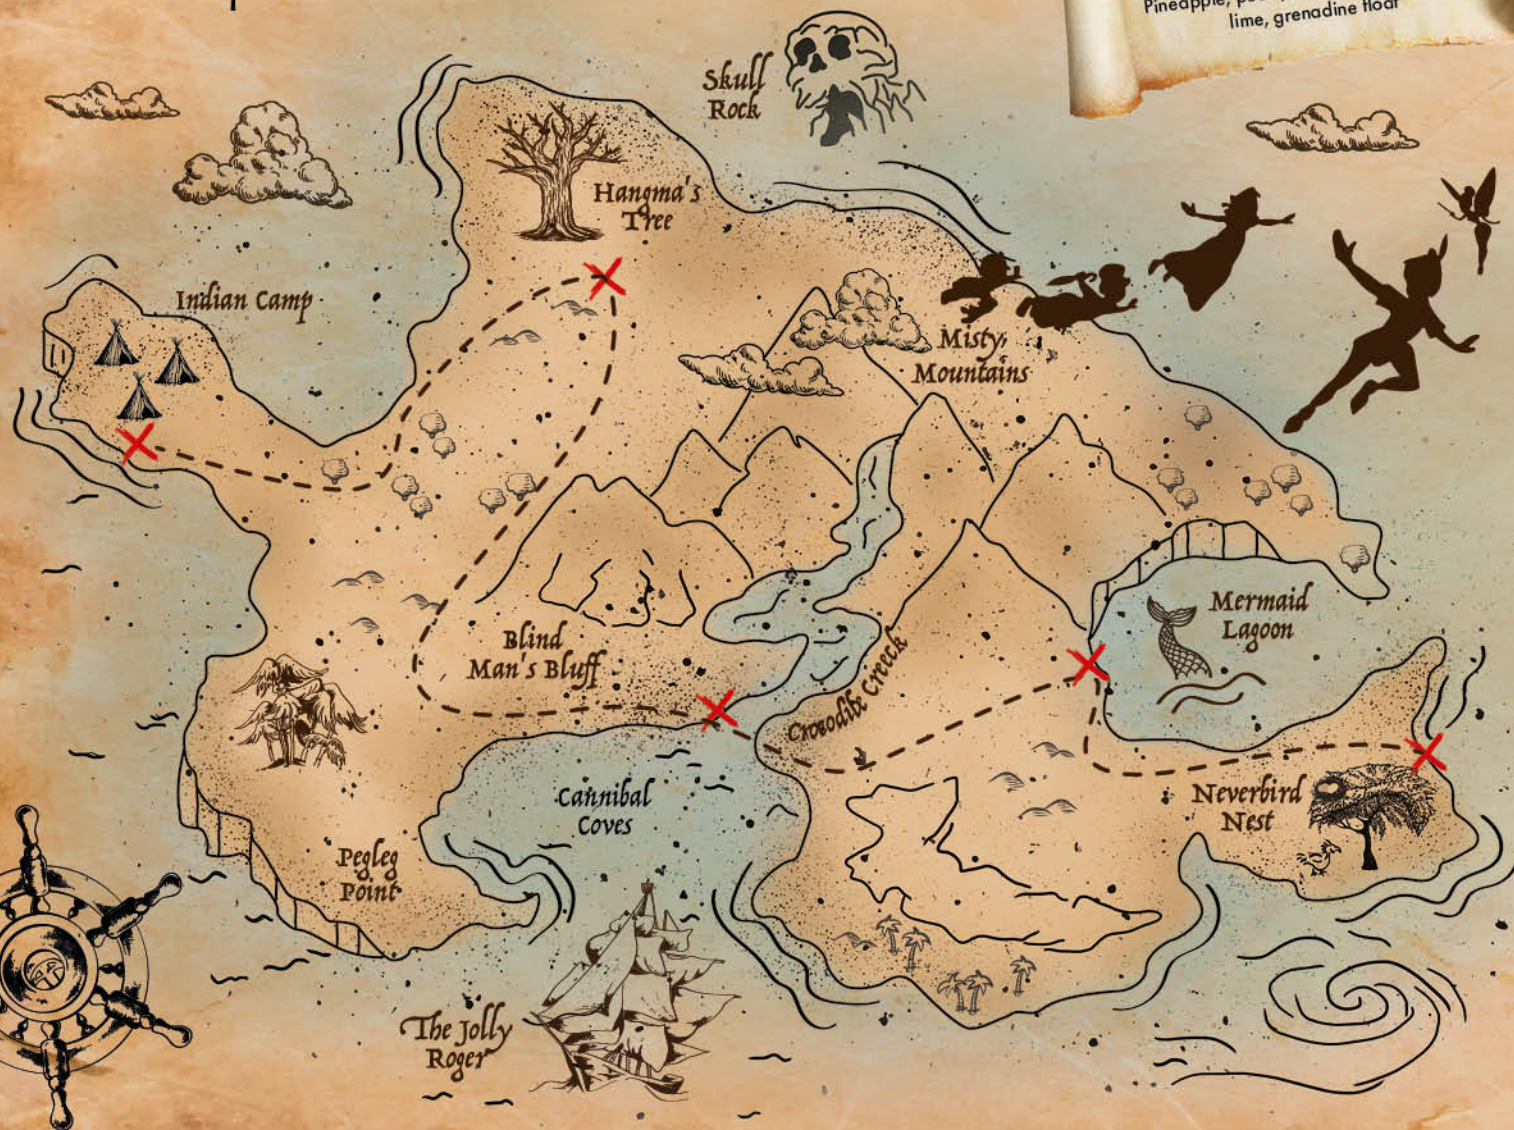 Pineapple,
lime, grenadine float
Skull
Rock
Hangma's
Tree
Indian Camp
Misty
Mountains
Mermaid
Lagoon
Blind
Man's Bluff
Crocodile Creeck
Cannibal
Coves
Neverbird
Nest
Pegleg
Point
The Jolly
Roger